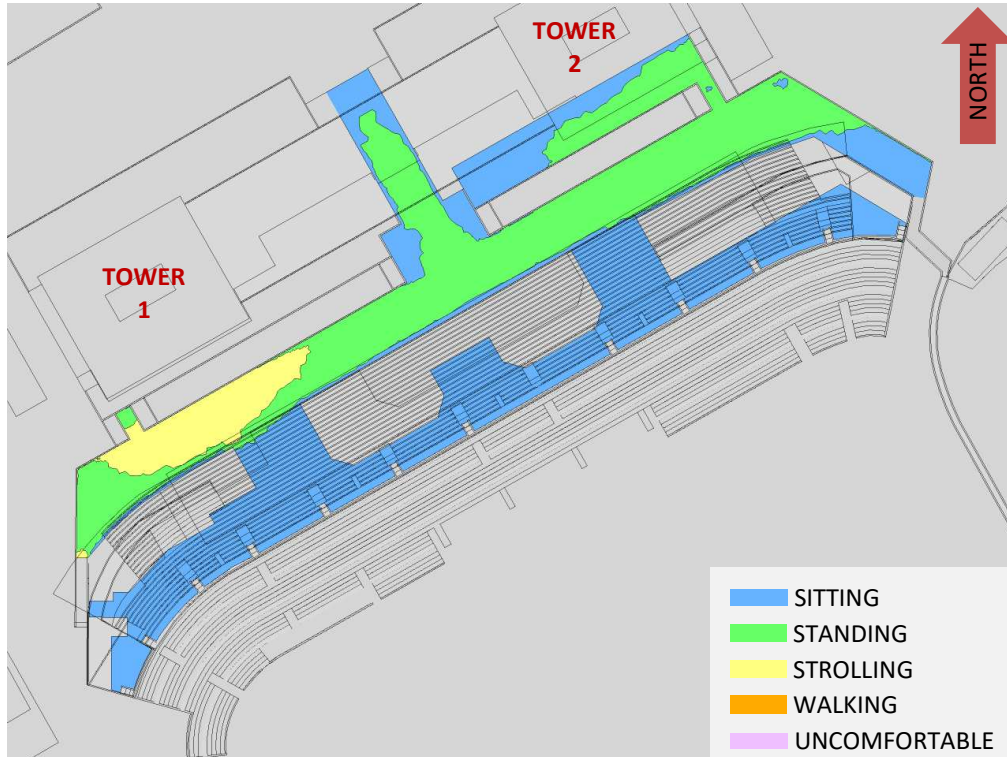 TOWER
2
NORTH
TOWER
1
SITTING
STANDING
STROLLING
WALKING
UNCOMFORTABLE